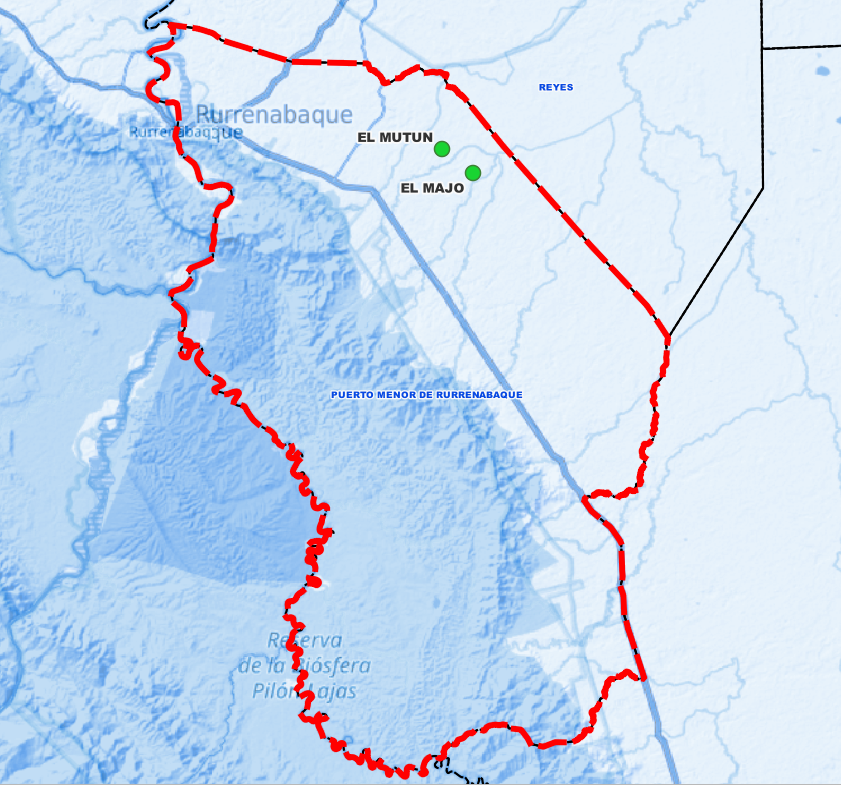 REYES
Rurrenabaque
Rurrenabaque
EL MUTUN
EL MAJO
PUERTO MENOR DE RURRENABAQUE
Reserva
de la Biósfera
Pilón Lajas